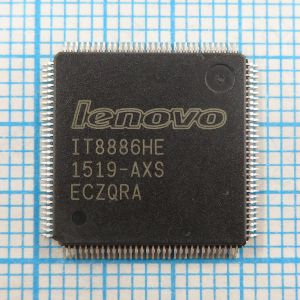 lenovo
IT8886HE
1519-AXS
ECZQRA